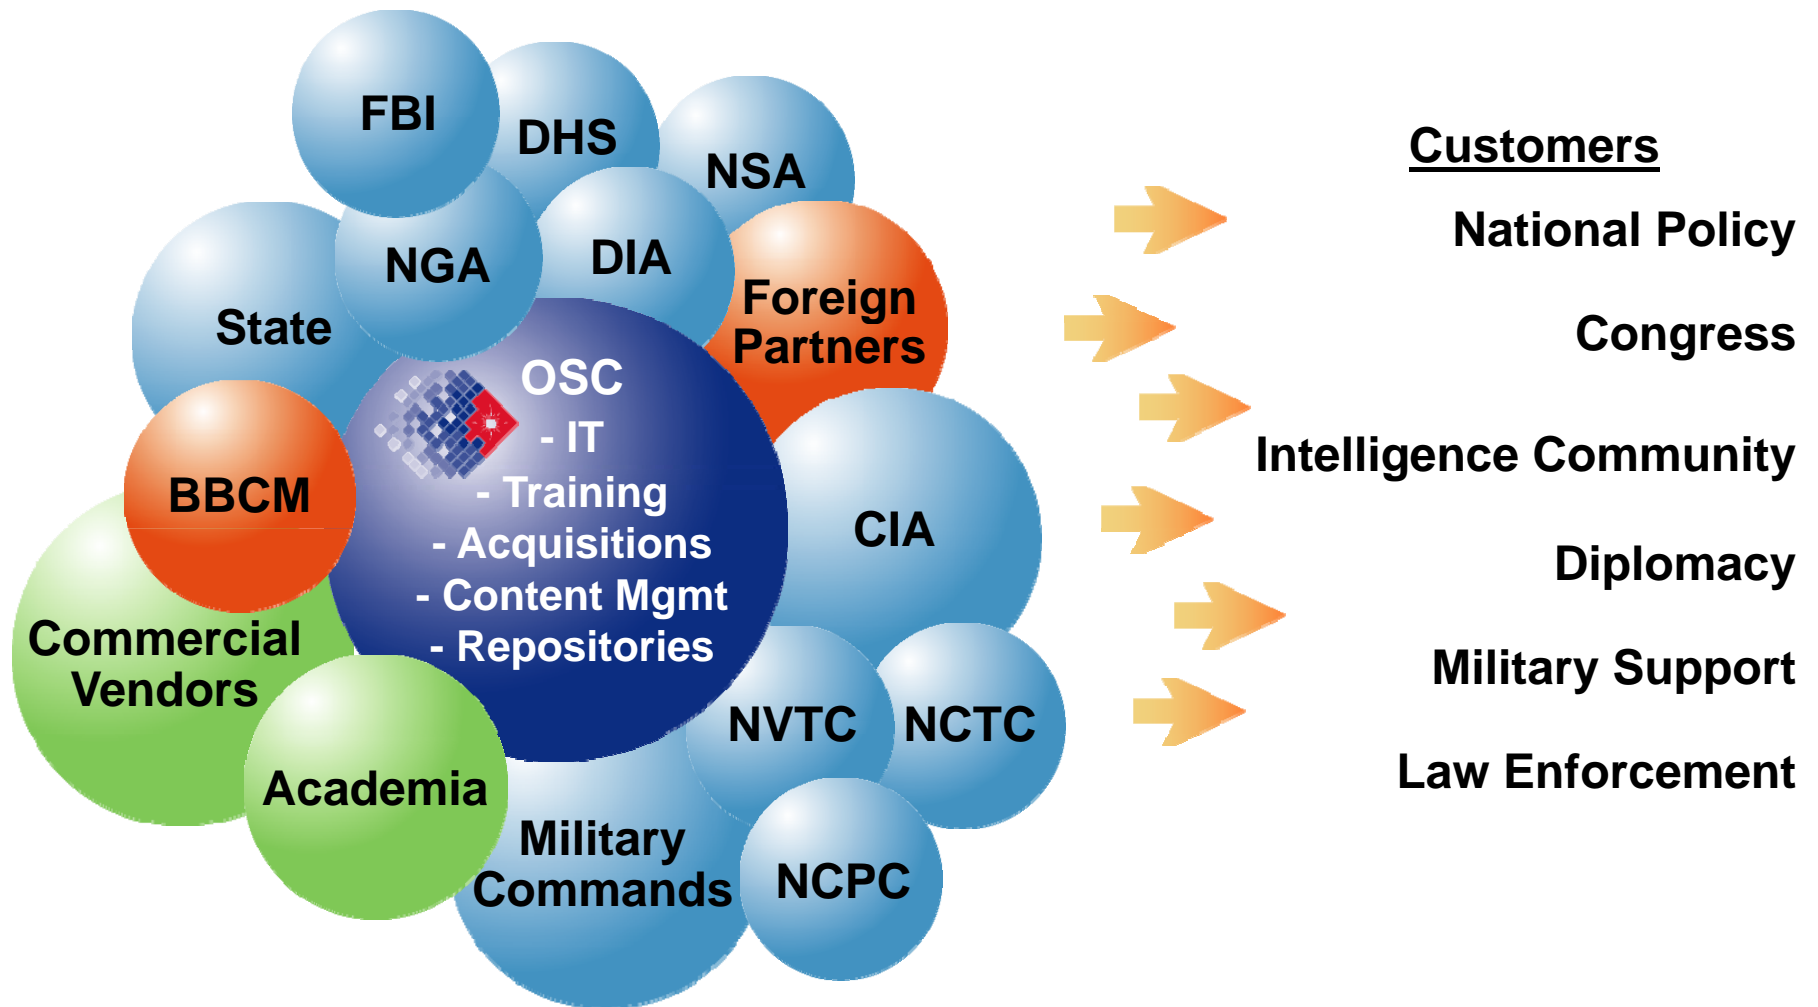 FBI
DHS
NSA
NGA
DIA
State
Foreign
Partners
OSC
- IT
- Training
- Acquisitions
- Content Mgmt
- Repositories
BBCM
CIA
Commercial
Vendors
Academia
NVTC
NCTC
Military
Commands
NCPC
Customers
National Policy
Congress
Intelligence Community
Diplomacy
Military Support
Law Enforcement